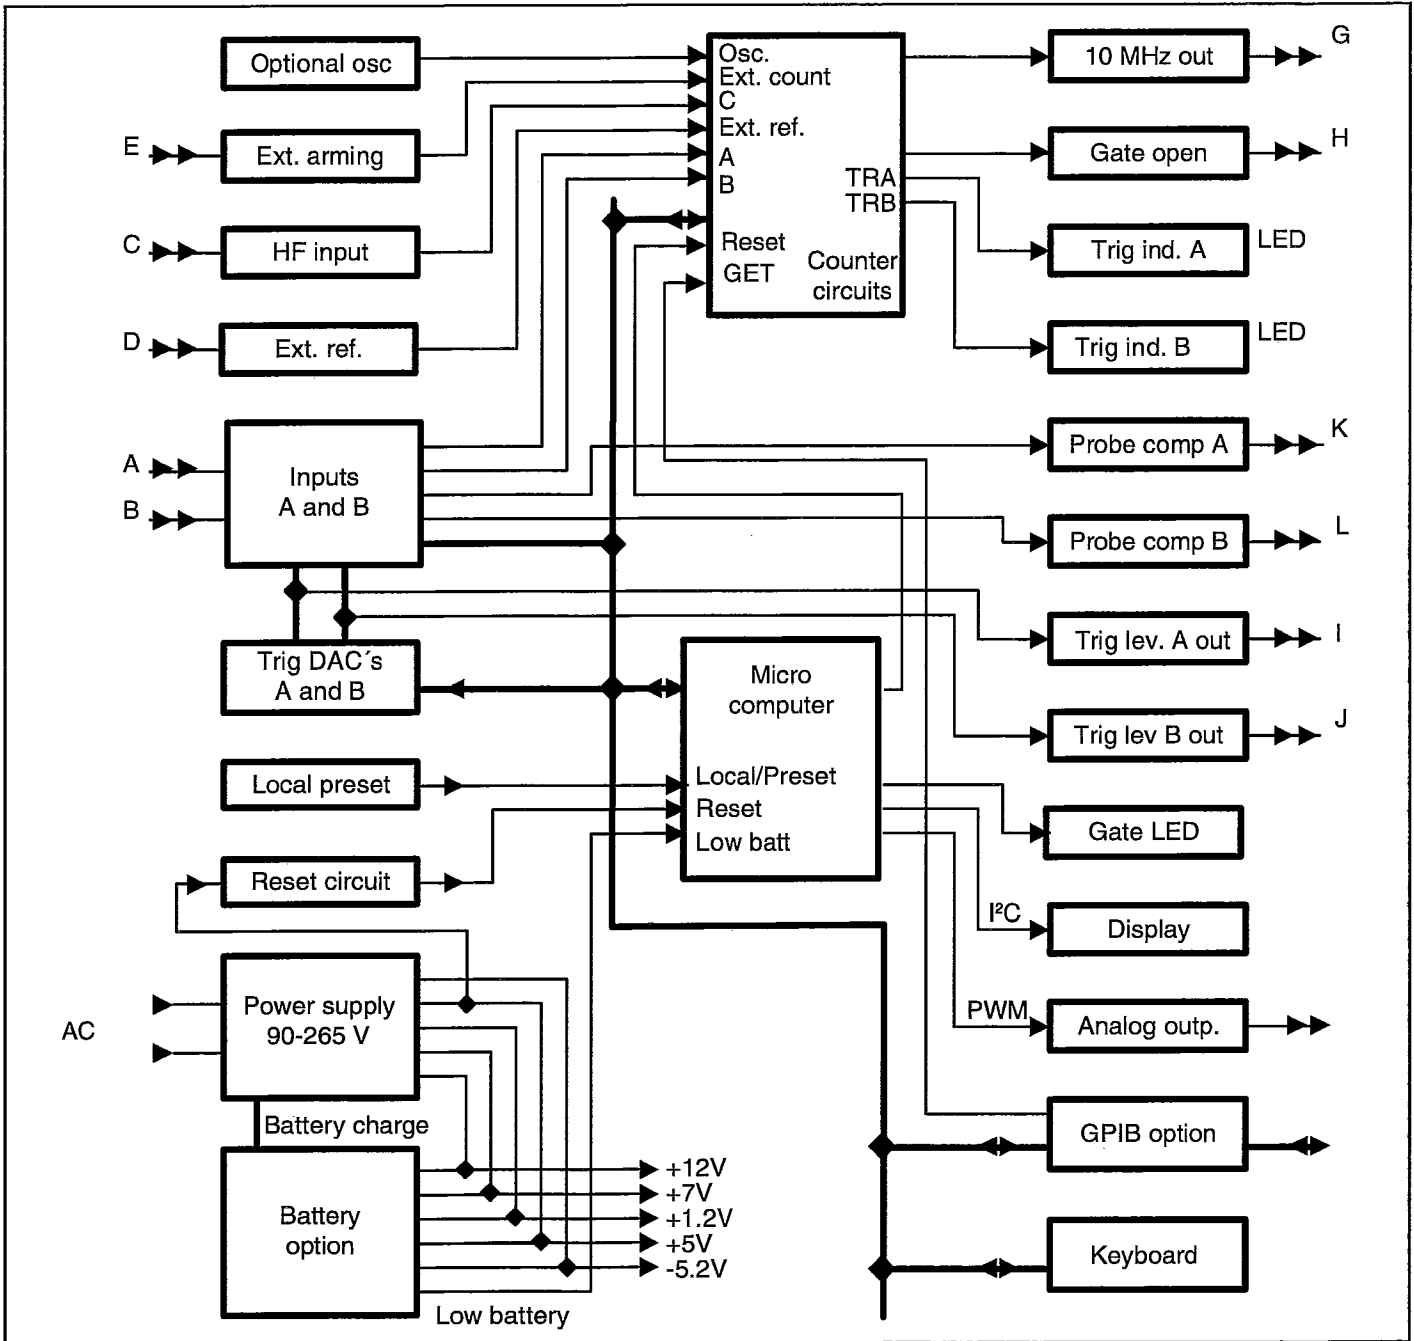 Optional osc
Osc.
Ext. count
C
Ext. ref.
A
B
TRA
TRB
Reset
GET
Counter
circuits
10 MHz out
G
E
Ext. arming
Gate open
H
C
HF input
Trig ind. A
LED
D
Ext. ref.
Trig ind. B
LED
A
B
Inputs
A and B
Probe comp A
K
Probe comp B
L
Trig DAC´s
A and B
Micro
computer
Local/Preset
Reset
Low batt
Trig lev. A out
I
Trig lev B out
J
Local preset
Gate LED
Reset circuit
I²C
Display
AC
Power supply
90-265 V
PWM
Analog outp.
Battery charge
GPIB option
Battery
option
+12V
+7V
+1.2V
+5V
-5.2V
Keyboard
Low battery